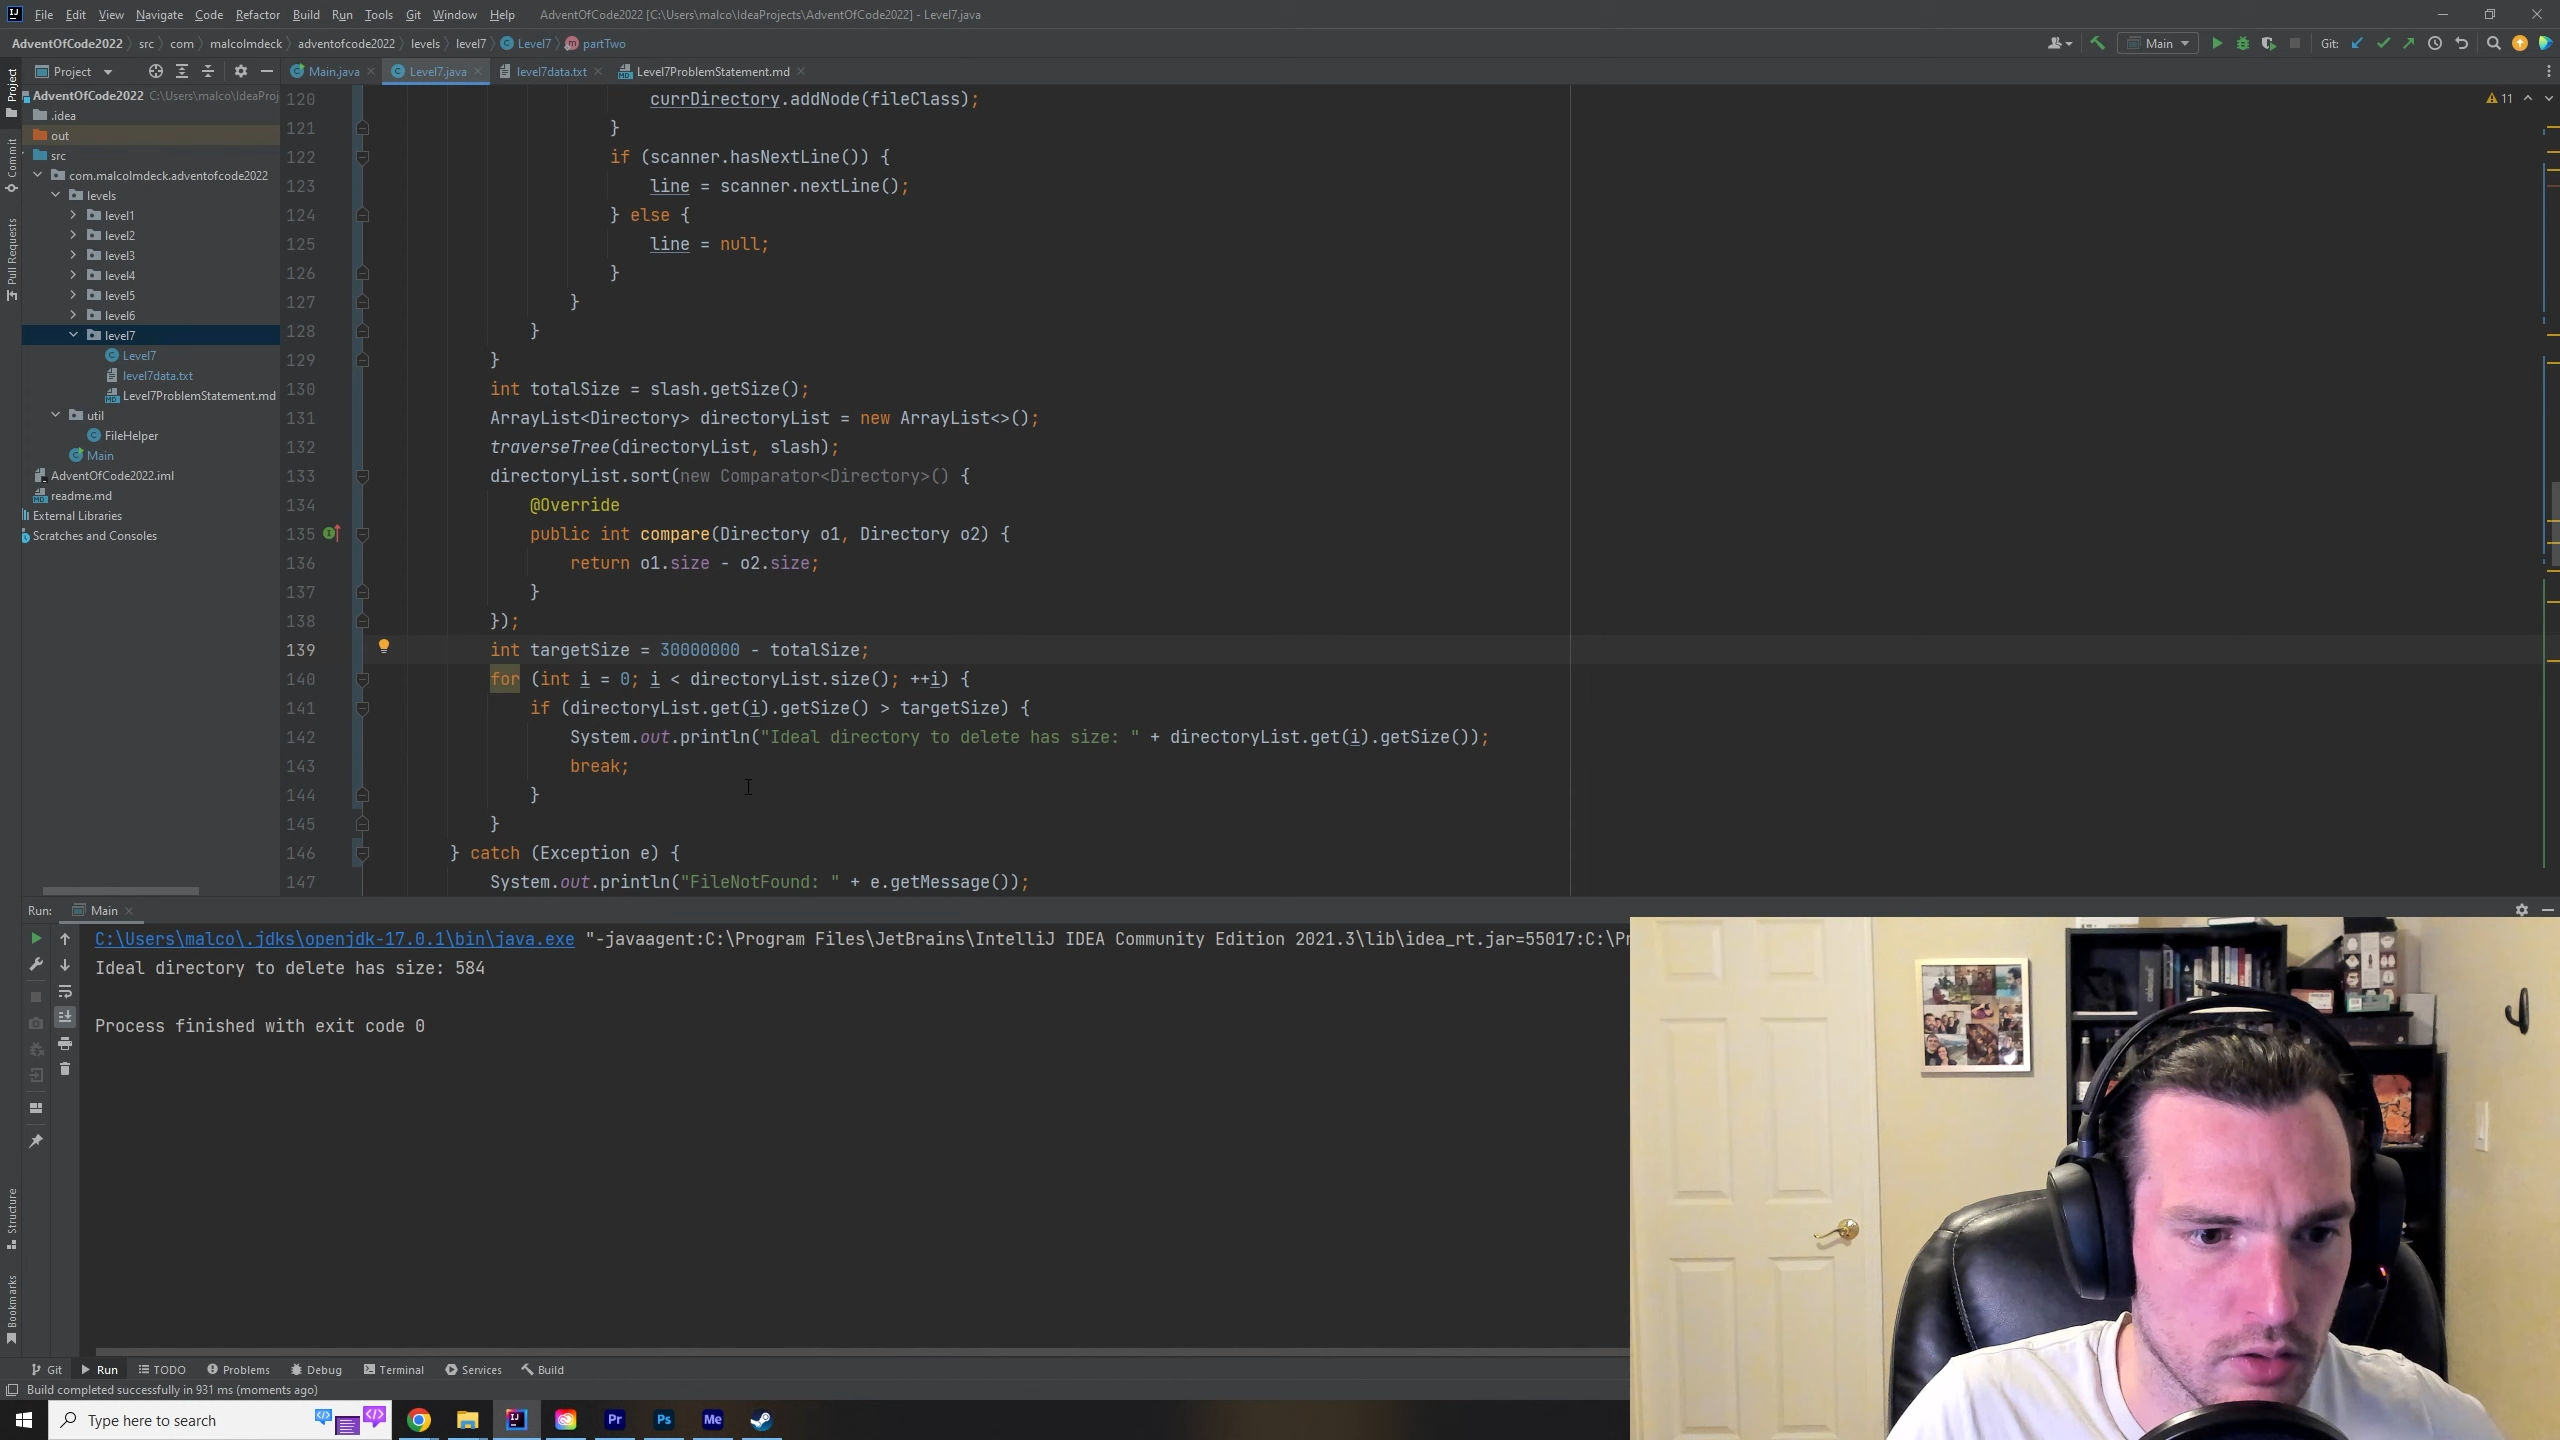 File Edit View Navigate Code Refactor Build Run Tools Git Window Help AdventOfCode2022 [C:\Users\malco\IdeaProjects\AdventOfCode2022] - Level7.java
AdventOfCode2022 src com malcolmdeck adventofcode2022 levels level7 Level7 partTwo Main Git:
Project Main.java Level7.java level7data.txt Level7ProblemStatement.md
AdventOfCode2022 C:\Users\malco\IdeaProj
.idea
out
src
com.malcolmdeck.adventofcode2022
levels
level1
level2
level3
level4
level5
level6
level7
Level7
level7data.txt
Level7ProblemStatement.md
util
FileHelper
Main
AdventOfCode2022.iml
readme.md
External Libraries
Scratches and Consoles
Project
Commit
Pull Requests
Structure
Bookmarks
11
120 currDirectory.addNode(fileClass);
121 }
122 if (scanner.hasNextLine()) {
123 line = scanner.nextLine();
124 } else {
125 line = null;
126 }
127 }
128 }
129 }
130 int totalSize = slash.getSize();
131 ArrayList<Directory> directoryList = new ArrayList<>();
132 traverseTree(directoryList, slash);
133 directoryList.sort(new Comparator<Directory>() {
134 @Override
135 public int compare(Directory o1, Directory o2) {
136 return o1.size - o2.size;
137 }
138 });
139 int targetSize = 30000000 - totalSize;
140 for (int i = 0; i < directoryList.size(); ++i) {
141 if (directoryList.get(i).getSize() > targetSize) {
142 System.out.println("Ideal directory to delete has size: " + directoryList.get(i).getSize());
143 break;
144 }
145 }
146 } catch (Exception e) {
147 System.out.println("FileNotFound: " + e.getMessage());
Run: Main
C:\Users\malco\.jdks\openjdk-17.0.1\bin\java.exe "-javaagent:C:\Program Files\JetBrains\IntelliJ IDEA Community Edition 2021.3\lib\idea_rt.jar=55017:C:\Pr
Ideal directory to delete has size: 584
Process finished with exit code 0
Git Run TODO Problems Debug Terminal Services Build
Build completed successfully in 931 ms (moments ago)
Type here to search
Pr Ps Me